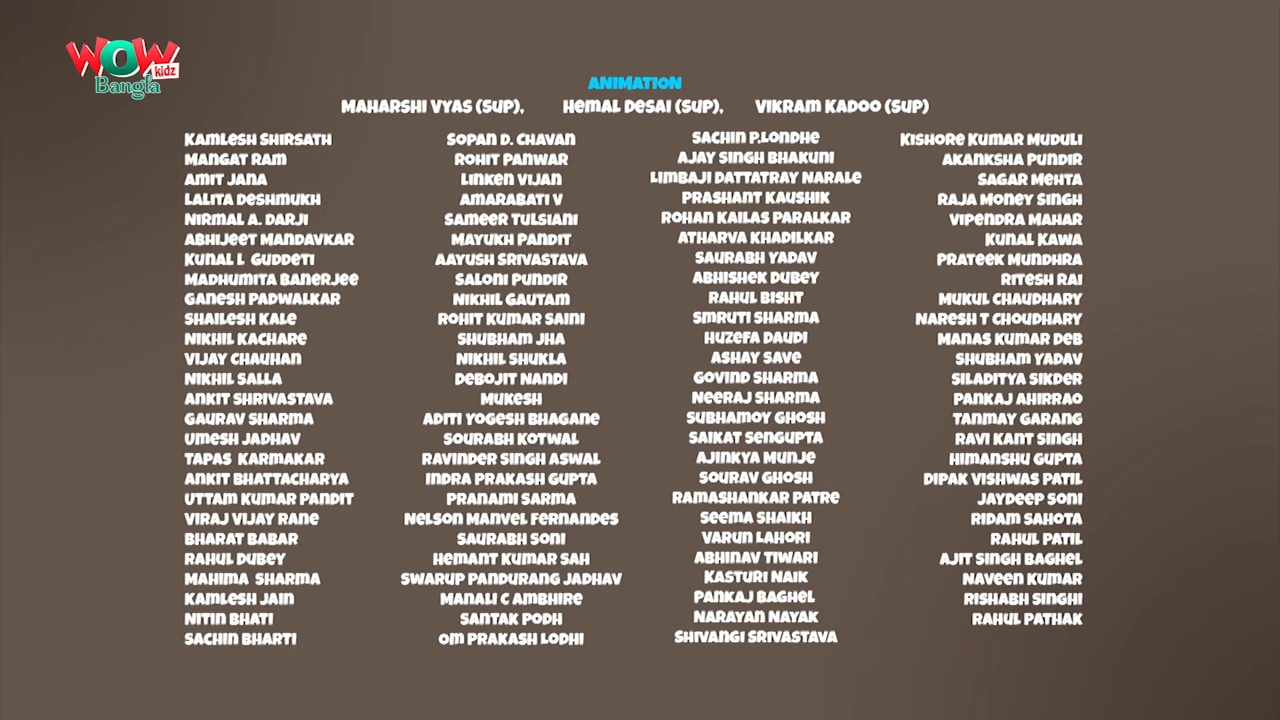 WOW
kidz
Bangla
ANIMATION
MAHARSHI VYAS (SUP), HEMAL DESAI (SUP), VIKRAM KADOO (SUP)
KAMLESH SHIRSATH
MANGAT RAM
AMIT JANA
LALITA DESHMUKH
NIRMAL A. DARJI
ABHIJEET MANDAVKAR
KUNAL L GUDDETI
MADHUMITA BANERJEE
GANESH PADWALKAR
SHAILESH KALE
NIKHIL KACHARE
VIJAY CHAUHAN
NIKHIL SALLA
ANKIT SHRIVASTAVA
GAURAV SHARMA
UMESH JADHAV
TAPAS KARMAKAR
ANKIT BHATTACHARYA
UTTAM KUMAR PANDIT
VIRAJ VIJAY RANE
BHARAT BABAR
RAHUL DUBEY
MAHIMA SHARMA
KAMLESH JAIN
NITIN BHATI
SACHIN BHARTI
SOPAN D. CHAVAN
ROHIT PANWAR
LINKEN VIJAN
AMARABATI V
SAMEER TULSIANI
MAYUKH PANDIT
AAYUSH SRIVASTAVA
SALONI PUNDIR
NIKHIL GAUTAM
ROHIT KUMAR SAINI
SHUBHAM JHA
NIKHIL SHUKLA
DEBOJIT NANDI
MUKESH
ADITI YOGESH BHAGANE
SOURABH KOTWAL
RAVINDER SINGH ASWAL
INDRA PRAKASH GUPTA
PRANAMI SARMA
NELSON MANVEL FERNANDES
SAURABH SONI
HEMANT KUMAR SAH
SWARUP PANDURANG JADHAV
MANALI C AMBHIRE
SANTAK PODH
OM PRAKASH LODHI
SACHIN P.LONDHE
AJAY SINGH BHAKUNI
LIMBAJI DATTATRAY NARALE
PRASHANT KAUSHIK
ROHAN KAILAS PARALKAR
ATHARVA KHADILKAR
SAURABH YADAV
ABHISHEK DUBEY
RAHUL BISHT
SMRUTI SHARMA
HUZEFA DAUDI
ASHAY SAVE
GOVIND SHARMA
NEERAJ SHARMA
SUBHAMOY GHOSH
SAIKAT SENGUPTA
AJINKYA MUNJE
SOURAV GHOSH
RAMASHANKAR PATRE
SEEMA SHAIKH
VARUN LAHORI
ABHINAV TIWARI
KASTURI NAIK
PANKAJ BAGHEL
NARAYAN NAYAK
SHIVANGI SRIVASTAVA
KISHORE KUMAR MUDULI
AKANKSHA PUNDIR
SAGAR MEHTA
RAJA MONEY SINGH
VIPENDRA MAHAR
KUNAL KAWA
PRATEEK MUNDHRA
RITESH RAI
MUKUL CHAUDHARY
NARESH T CHOUDHARY
MANAS KUMAR DEB
SHUBHAM YADAV
SILADITYA SIKDER
PANKAJ AHIRRAO
TANMAY GARANG
RAVI KANT SINGH
HIMANSHU GUPTA
DIPAK VISHWAS PATIL
JAYDEEP SONI
RIDAM SAHOTA
RAHUL PATIL
AJIT SINGH BAGHEL
NAVEEN KUMAR
RISHABH SINGHI
RAHUL PATHAK